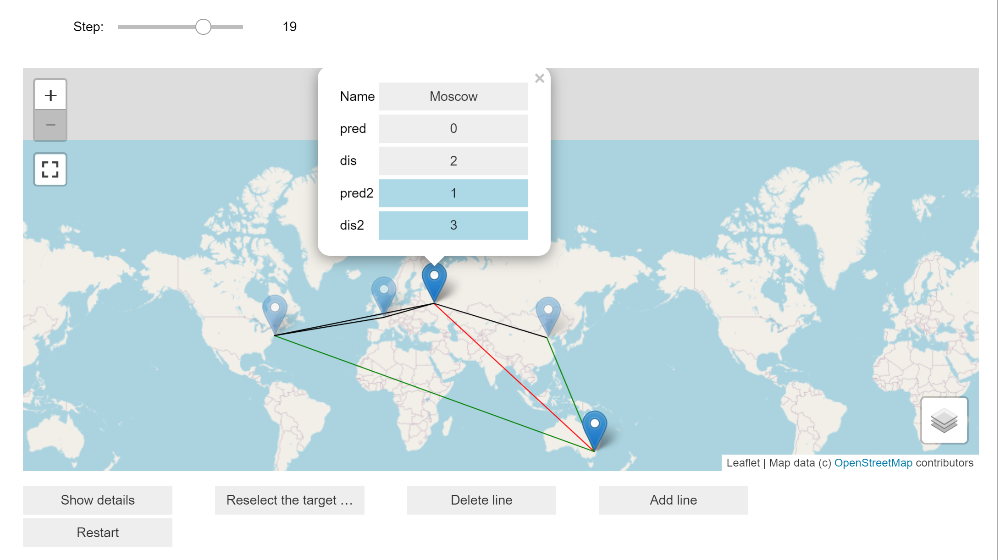 Step: 19
+
−
×
Name Moscow
pred 0
dis 2
pred2 1
dis2 3
Leaflet | Map data (c) OpenStreetMap contributors
Show details Reselect the target … Delete line Add line
Restart